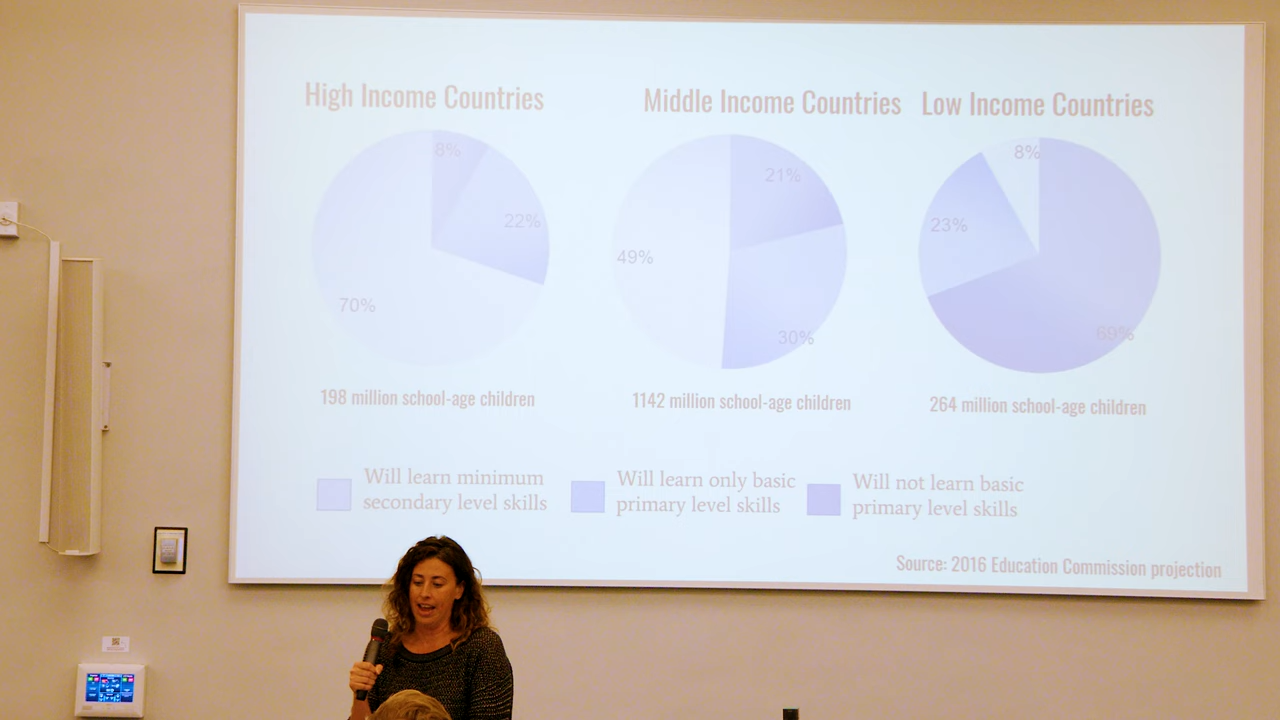 High Income Countries
Middle Income Countries
Low Income Countries
8%
22%
70%
21%
49%
30%
8%
23%
69%
198 million school-age children
1142 million school-age children
264 million school-age children
Will learn minimum
secondary level skills
Will learn only basic
primary level skills
Will not learn basic
primary level skills
Source: 2016 Education Commission projection